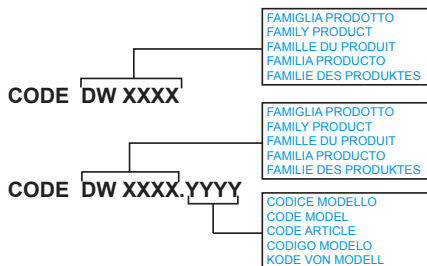 FAMIGLIA PRODOTTO
FAMILY PRODUCT
FAMILLE DU PRODUIT
FAMILIA PRODUCTO
FAMILIE DES PRODUKTES
CODE DW XXXX
FAMIGLIA PRODOTTO
FAMILY PRODUCT
FAMILLE DU PRODUIT
FAMILIA PRODUCTO
FAMILIE DES PRODUKTES
CODE DW XXXX.YYYY
CODICE MODELLO
CODE MODEL
CODE ARTICLE
CODIGO MODELO
KODE VON MODELL